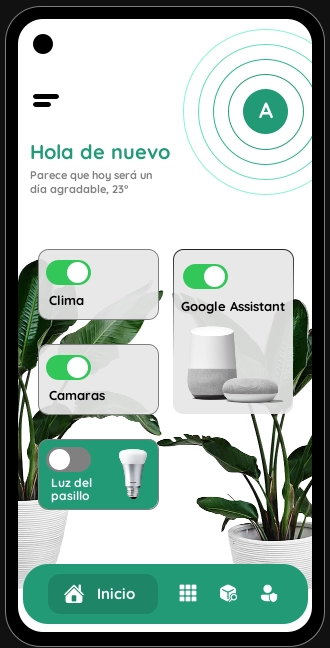 A
Hola de nuevo
Parece que hoy será un
día agradable, 23°
Clima
Google Assistant
Camaras
Luz del
pasillo
Inicio